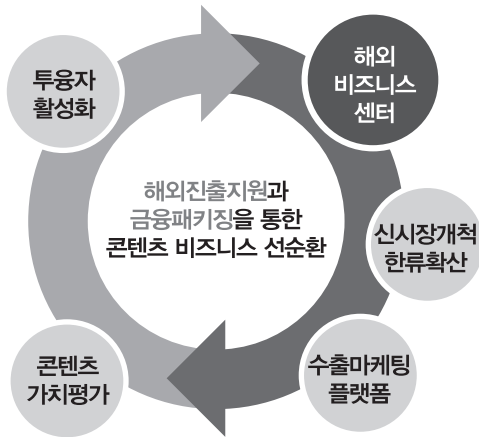 투융자
활성화
해외
비즈니스
센터
해외진출지원과
금융패키징을 통한
콘텐츠 비즈니스 선순환
신시장개척
한류확산
콘텐츠
가치평가
수출마케팅
플랫폼